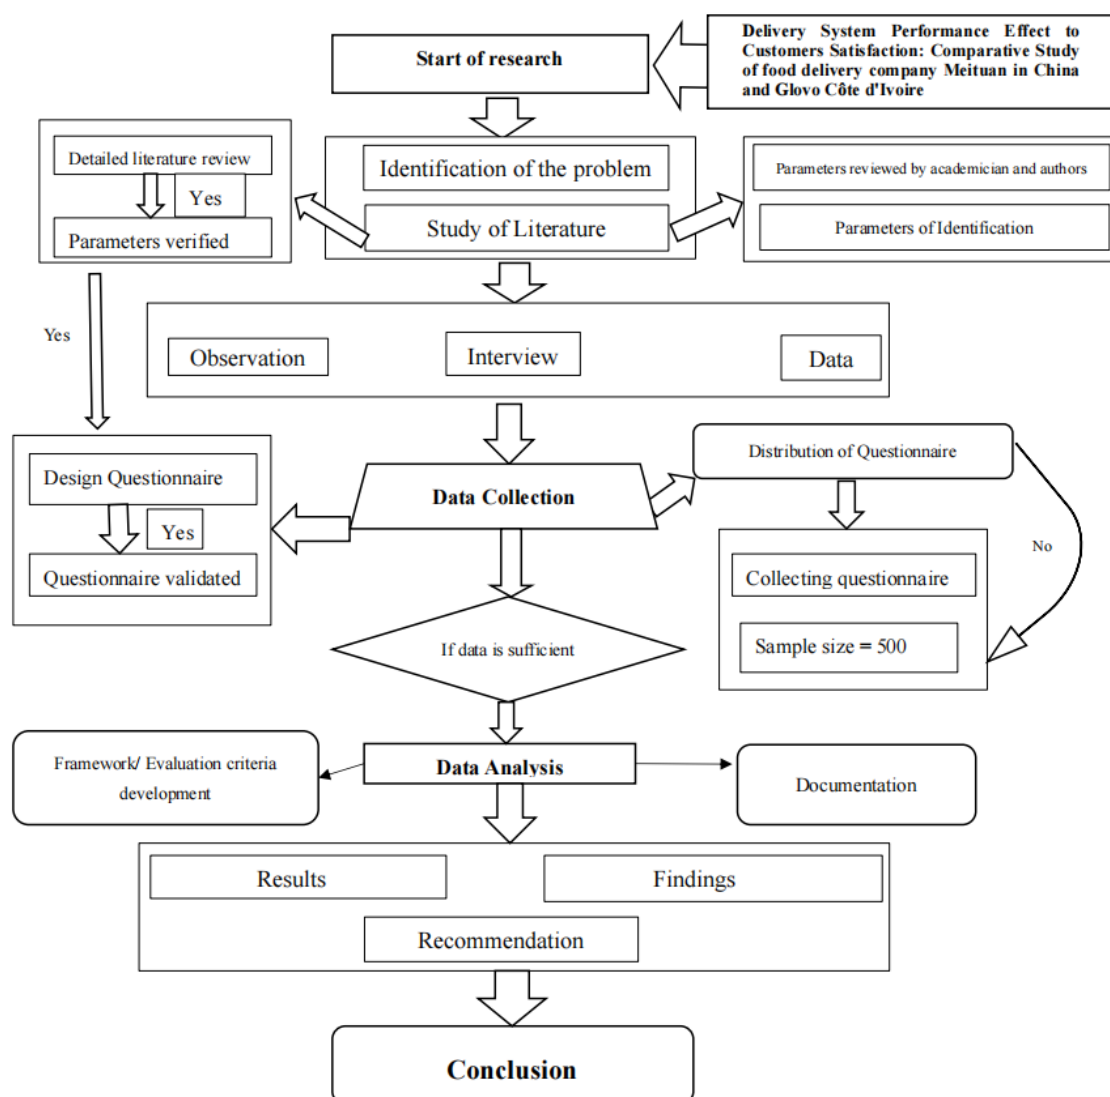 Delivery System Performance Effect to
Customers Satisfaction: Comparative Study
of food delivery company Meituan in China
and Glovo Côte d'Ivoire
Start of research
Detailed literature review
Yes
Parameters verified
Identification of the problem
Study of Literature
Parameters reviewed by academician and authors
Parameters of Identification
Yes
Observation
Interview
Data
Design Questionnaire
Yes
Questionnaire validated
Data Collection
Distribution of Questionnaire
No
Collecting questionnaire
Sample size = 500
If data is sufficient
Framework/ Evaluation criteria
development
Data Analysis
Documentation
Results
Findings
Recommendation
Conclusion